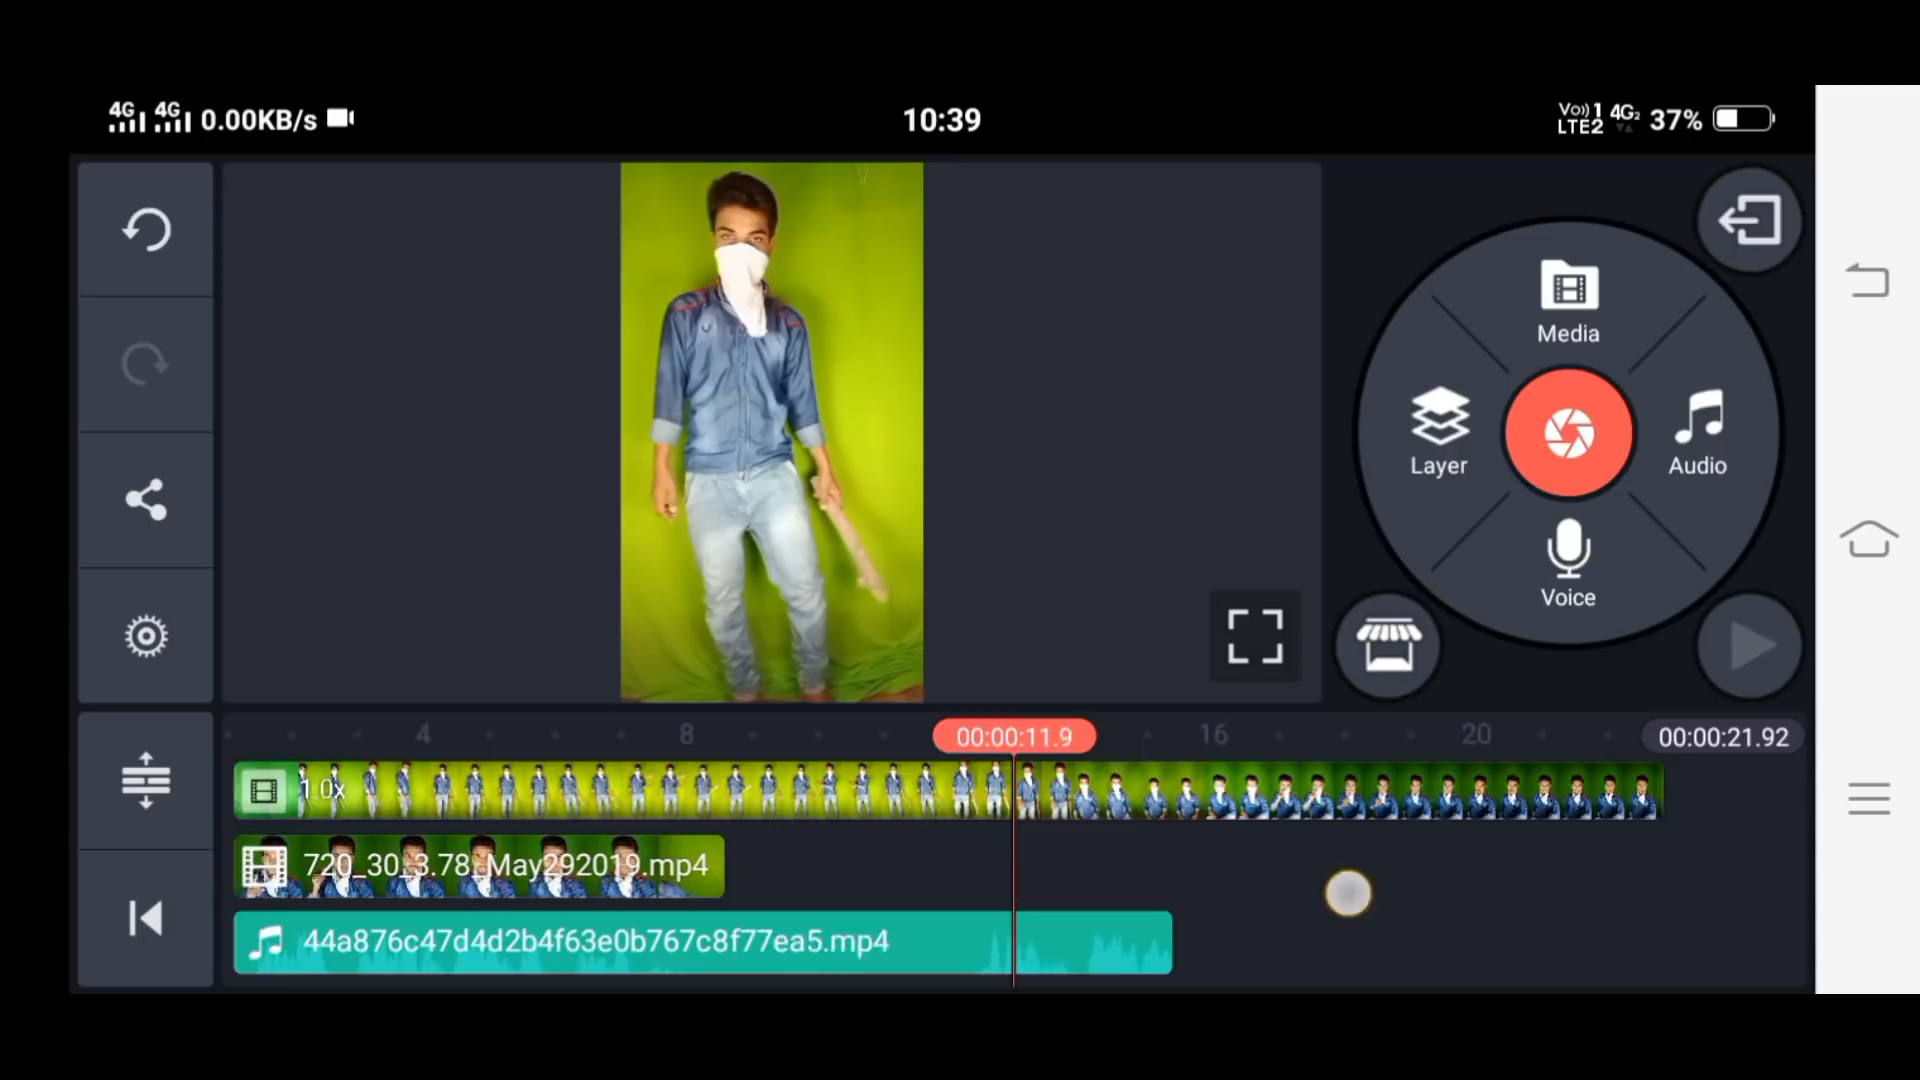 4G 4G 0.00KB/s
10:39
Vo)) 1 4G2 37%
LTE2
Media
Layer
Audio
Voice
4 8 00:00:11.9 16 20 00:00:21.92
1.0x
720_30_3.78_May292019.mp4
44a876c47d4d2b4f63e0b767c8f77ea5.mp4